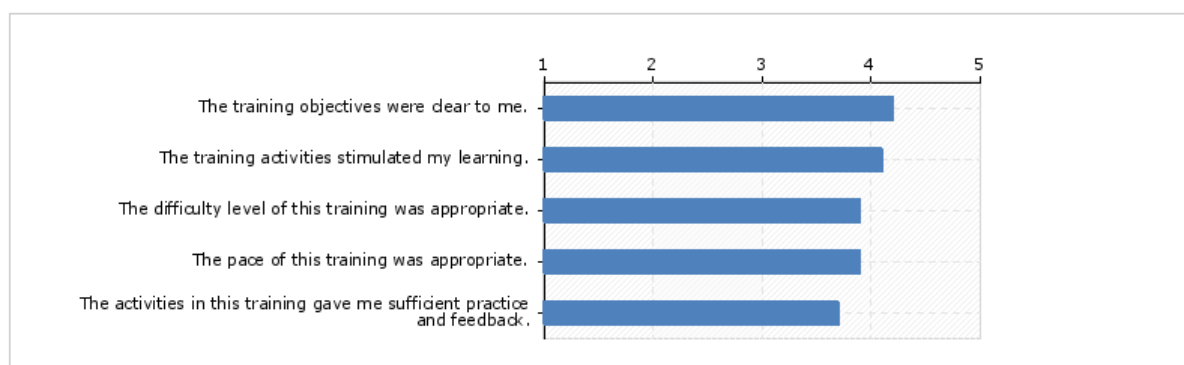 1 2 3 4 5
The training objectives were clear to me.
The training activities stimulated my learning.
The difficulty level of this training was appropriate.
The pace of this training was appropriate.
The activities in this training gave me sufficient practice
and feedback.